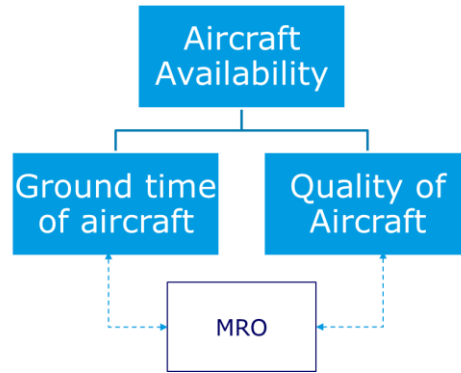 Aircraft
Availability
Ground time
of aircraft
Quality of
Aircraft
MRO